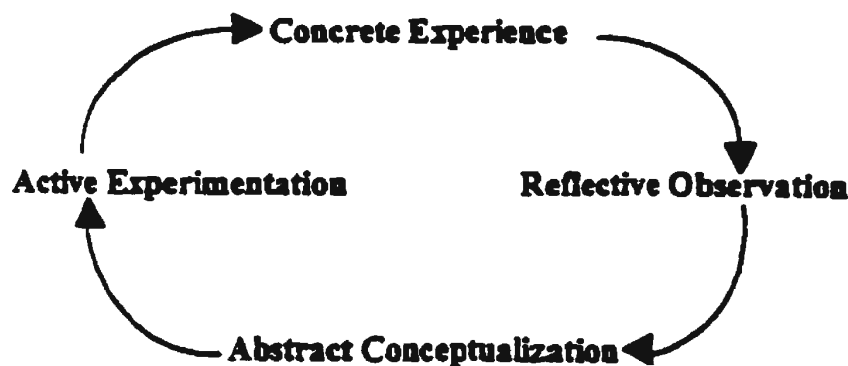 Concrete Experience
Active Experimentation
Reflective Observation
Abstract Conceptualization